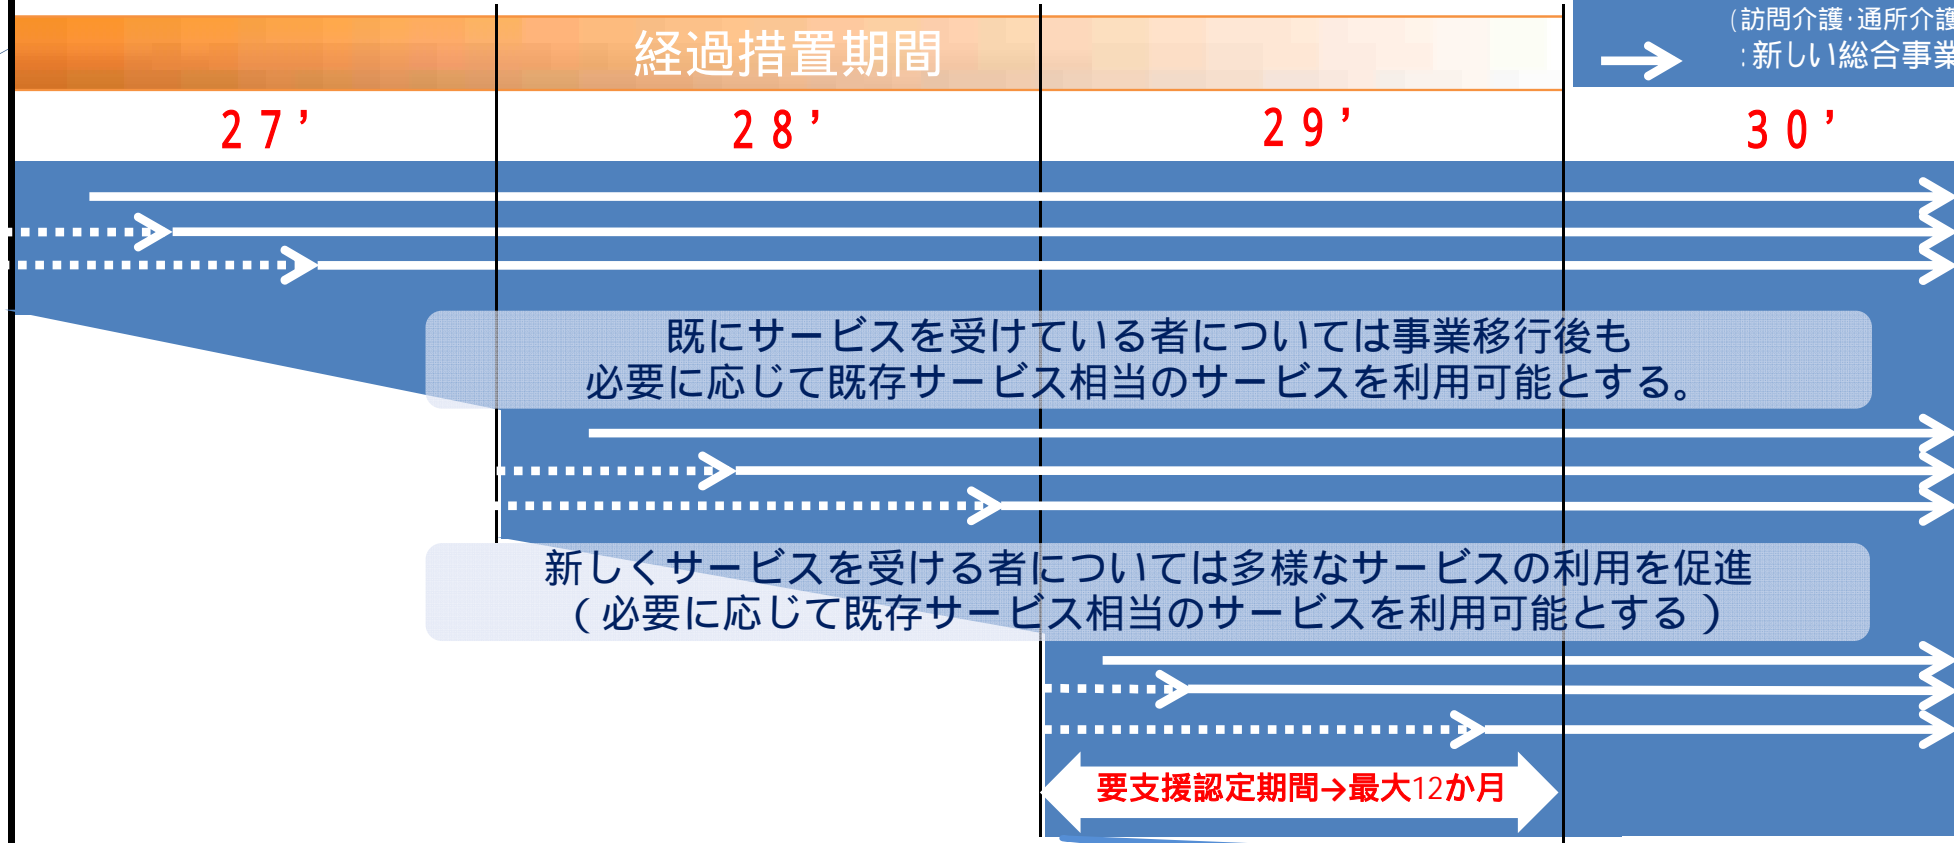 経過措置期間
(訪問介護・通所介護
:新しい総合事業
27’
28’
29’
30’
既にサービスを受けている者については事業移行後も
必要に応じて既存サービス相当のサービスを利用可能とする。
新しくサービスを受ける者については多様なサービスの利用を促進
(必要に応じて既存サービス相当のサービスを利用可能とする)
要支援認定期間→最大12か月